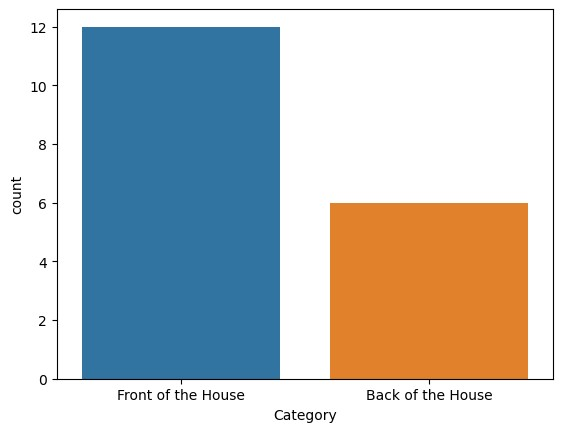 12
10
8
6
4
2
0
count
Front of the House
Back of the House
Category